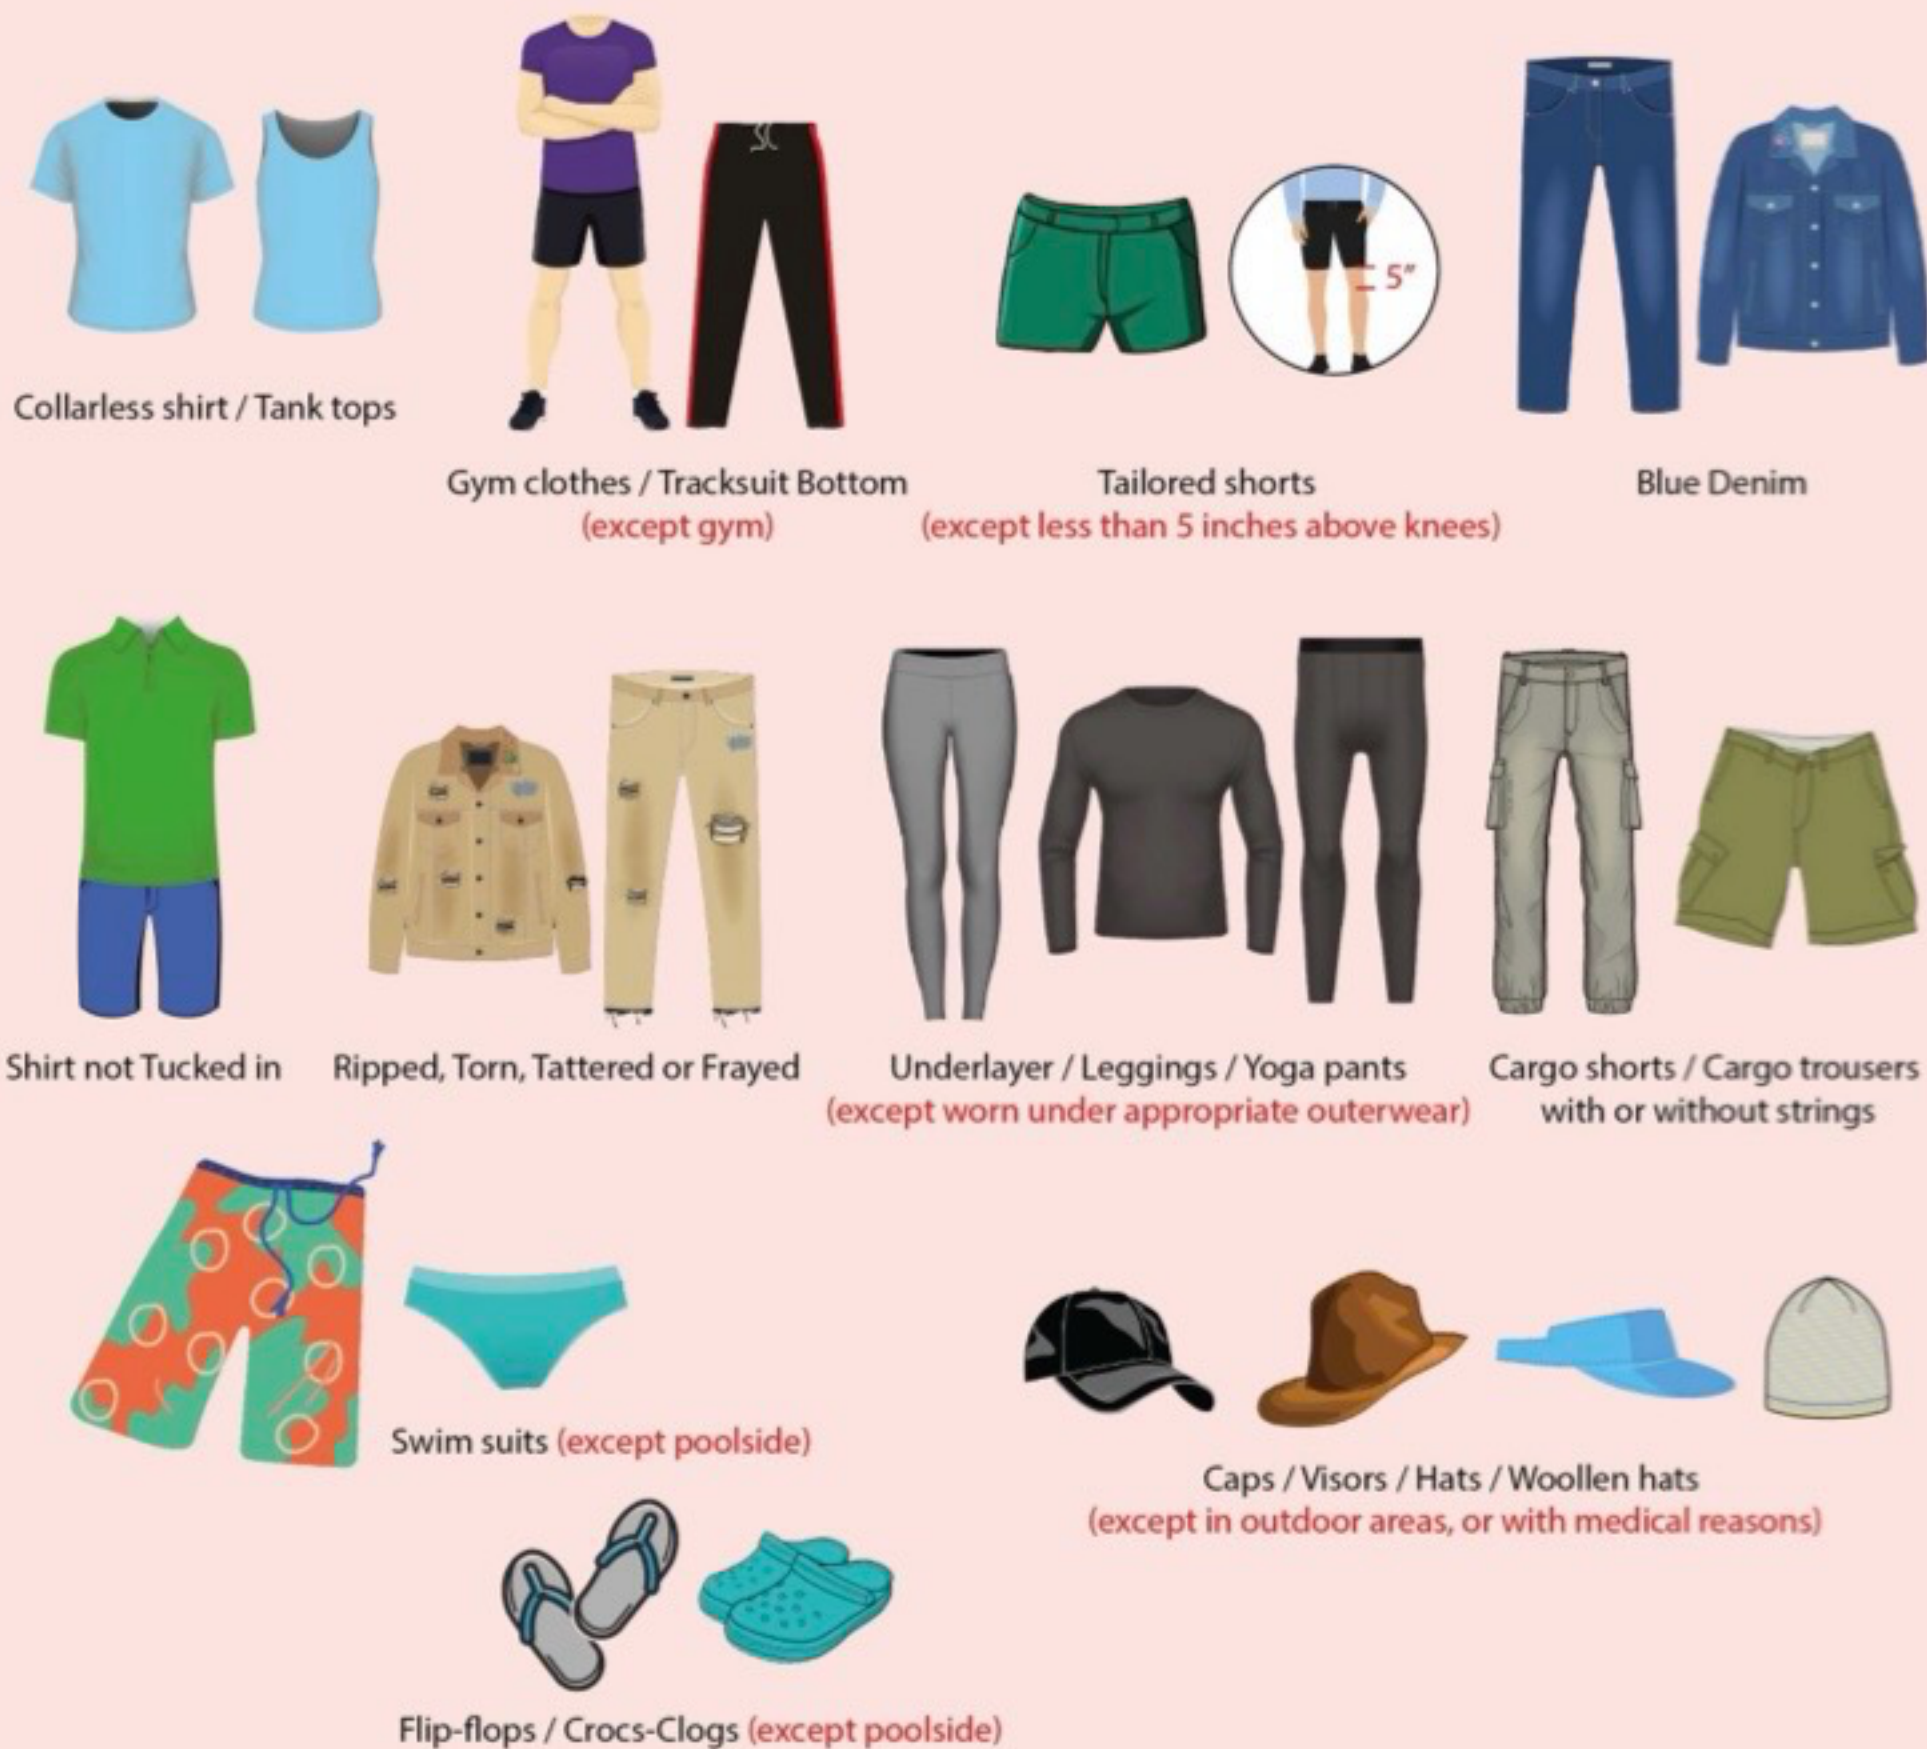 5"
Collarless shirt / Tank tops
Gym clothes / Tracksuit Bottom
(except gym)
Tailored shorts
(except less than 5 inches above knees)
Blue Denim
Shirt not Tucked in
Ripped, Torn, Tattered or Frayed
Underlayer / Leggings / Yoga pants
(except worn under appropriate outerwear)
Cargo shorts / Cargo trousers
with or without strings
Swim suits (except poolside)
Caps / Visors / Hats / Woollen hats
(except in outdoor areas, or with medical reasons)
Flip-flops / Crocs-Clogs (except poolside)